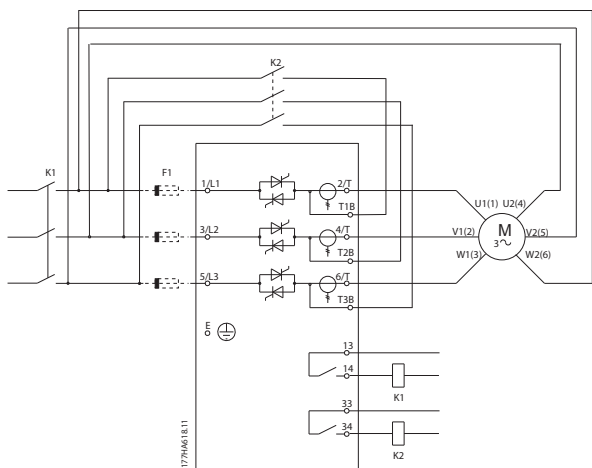 K2
K1
F1
1/L1
2/T
T1B
U1(1) U2(4)
3/L2
4/T
T2B
V1(2)
M
3~
V2(5)
W1(3)
W2(6)
5/L3
6/T
T3B
E
13
14
K1
33
34
K2
177HA618.11